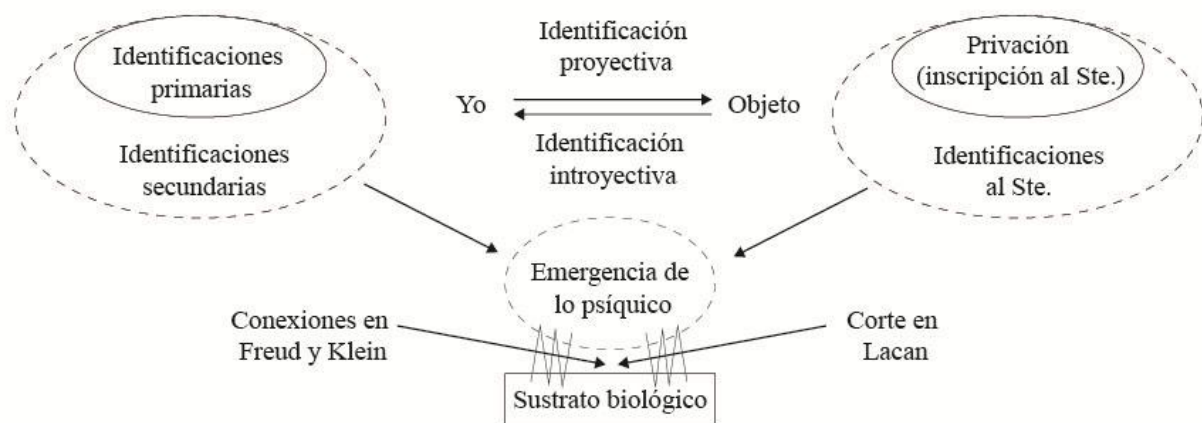 Identificaciones
primarias
Identificaciones
secundarias
Identificación
proyectiva
Yo
Objeto
Identificación
introyectiva
Privación
(inscripción al Ste.)
Identificaciones
al Ste.
Emergencia de
lo psíquico
Conexiones en
Freud y Klein
Corte en
Lacan
Sustrato biológico